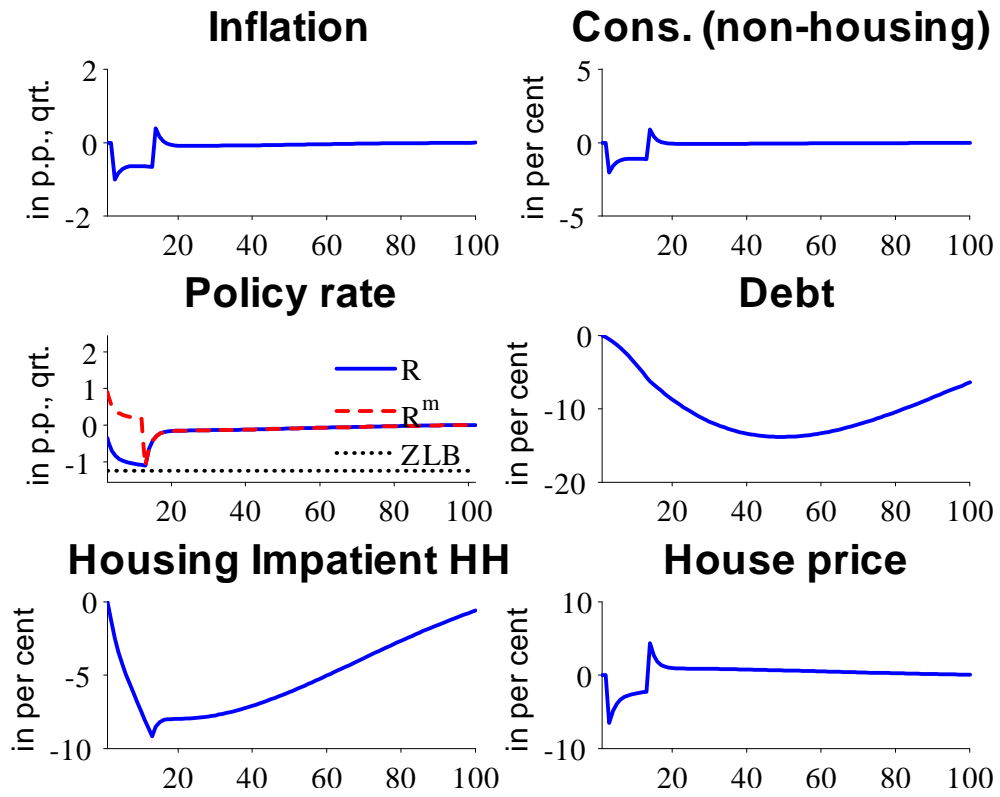 Inflation
in p.p., qrt.
2
0
-2
20 40 60 80 100
Cons. (non-housing)
in per cent
5
0
-5
20 40 60 80 100
Policy rate
in p.p., qrt.
2
1
0
-1
R
R^m
ZLB
20 40 60 80 100
Debt
in per cent
0
-10
-20
20 40 60 80 100
Housing Impatient HH
in per cent
0
-5
-10
20 40 60 80 100
House price
in per cent
10
0
-10
20 40 60 80 100